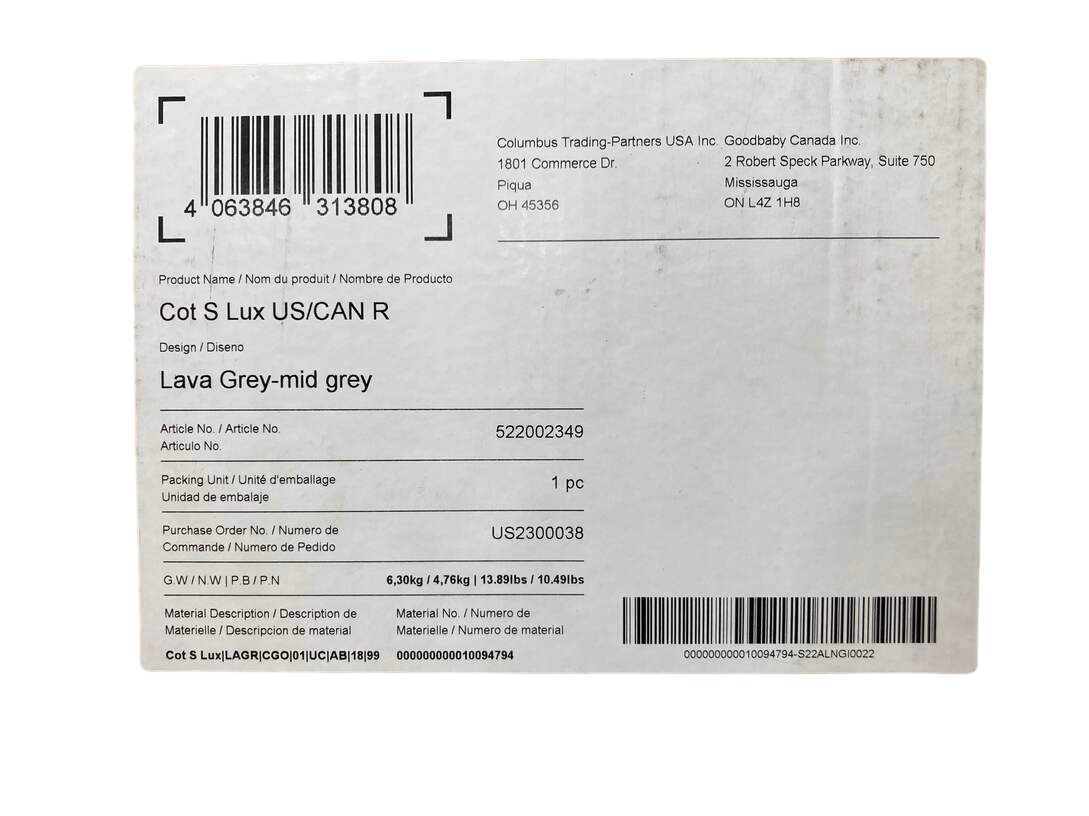 4 063846 313808
Columbus Trading-Partners USA Inc.
1801 Commerce Dr.
Piqua
OH 45356
Goodbaby Canada Inc.
2 Robert Speck Parkway, Suite 750
Mississauga
ON L4Z 1H8
Product Name / Nom du produit / Nombre de Producto
Cot S Lux US/CAN R
Design / Diseno
Lava Grey-mid grey
Article No. / Article No.
Articulo No.
522002349
Packing Unit / Unité d'emballage
Unidad de embalaje
1 pc
Purchase Order No. / Numero de
Commande / Numero de Pedido
US2300038
G.W / N.W | P.B / P.N
6,30kg / 4,76kg | 13.89lbs / 10.49lbs
Material Description / Description de
Materielle / Descripcion de material
Cot S Lux|LAGR|CGO|01|UC|AB|18|99
Material No. / Numero de
Materielle / Numero de material
000000000010094794
000000000010094794-S22ALNGI0022